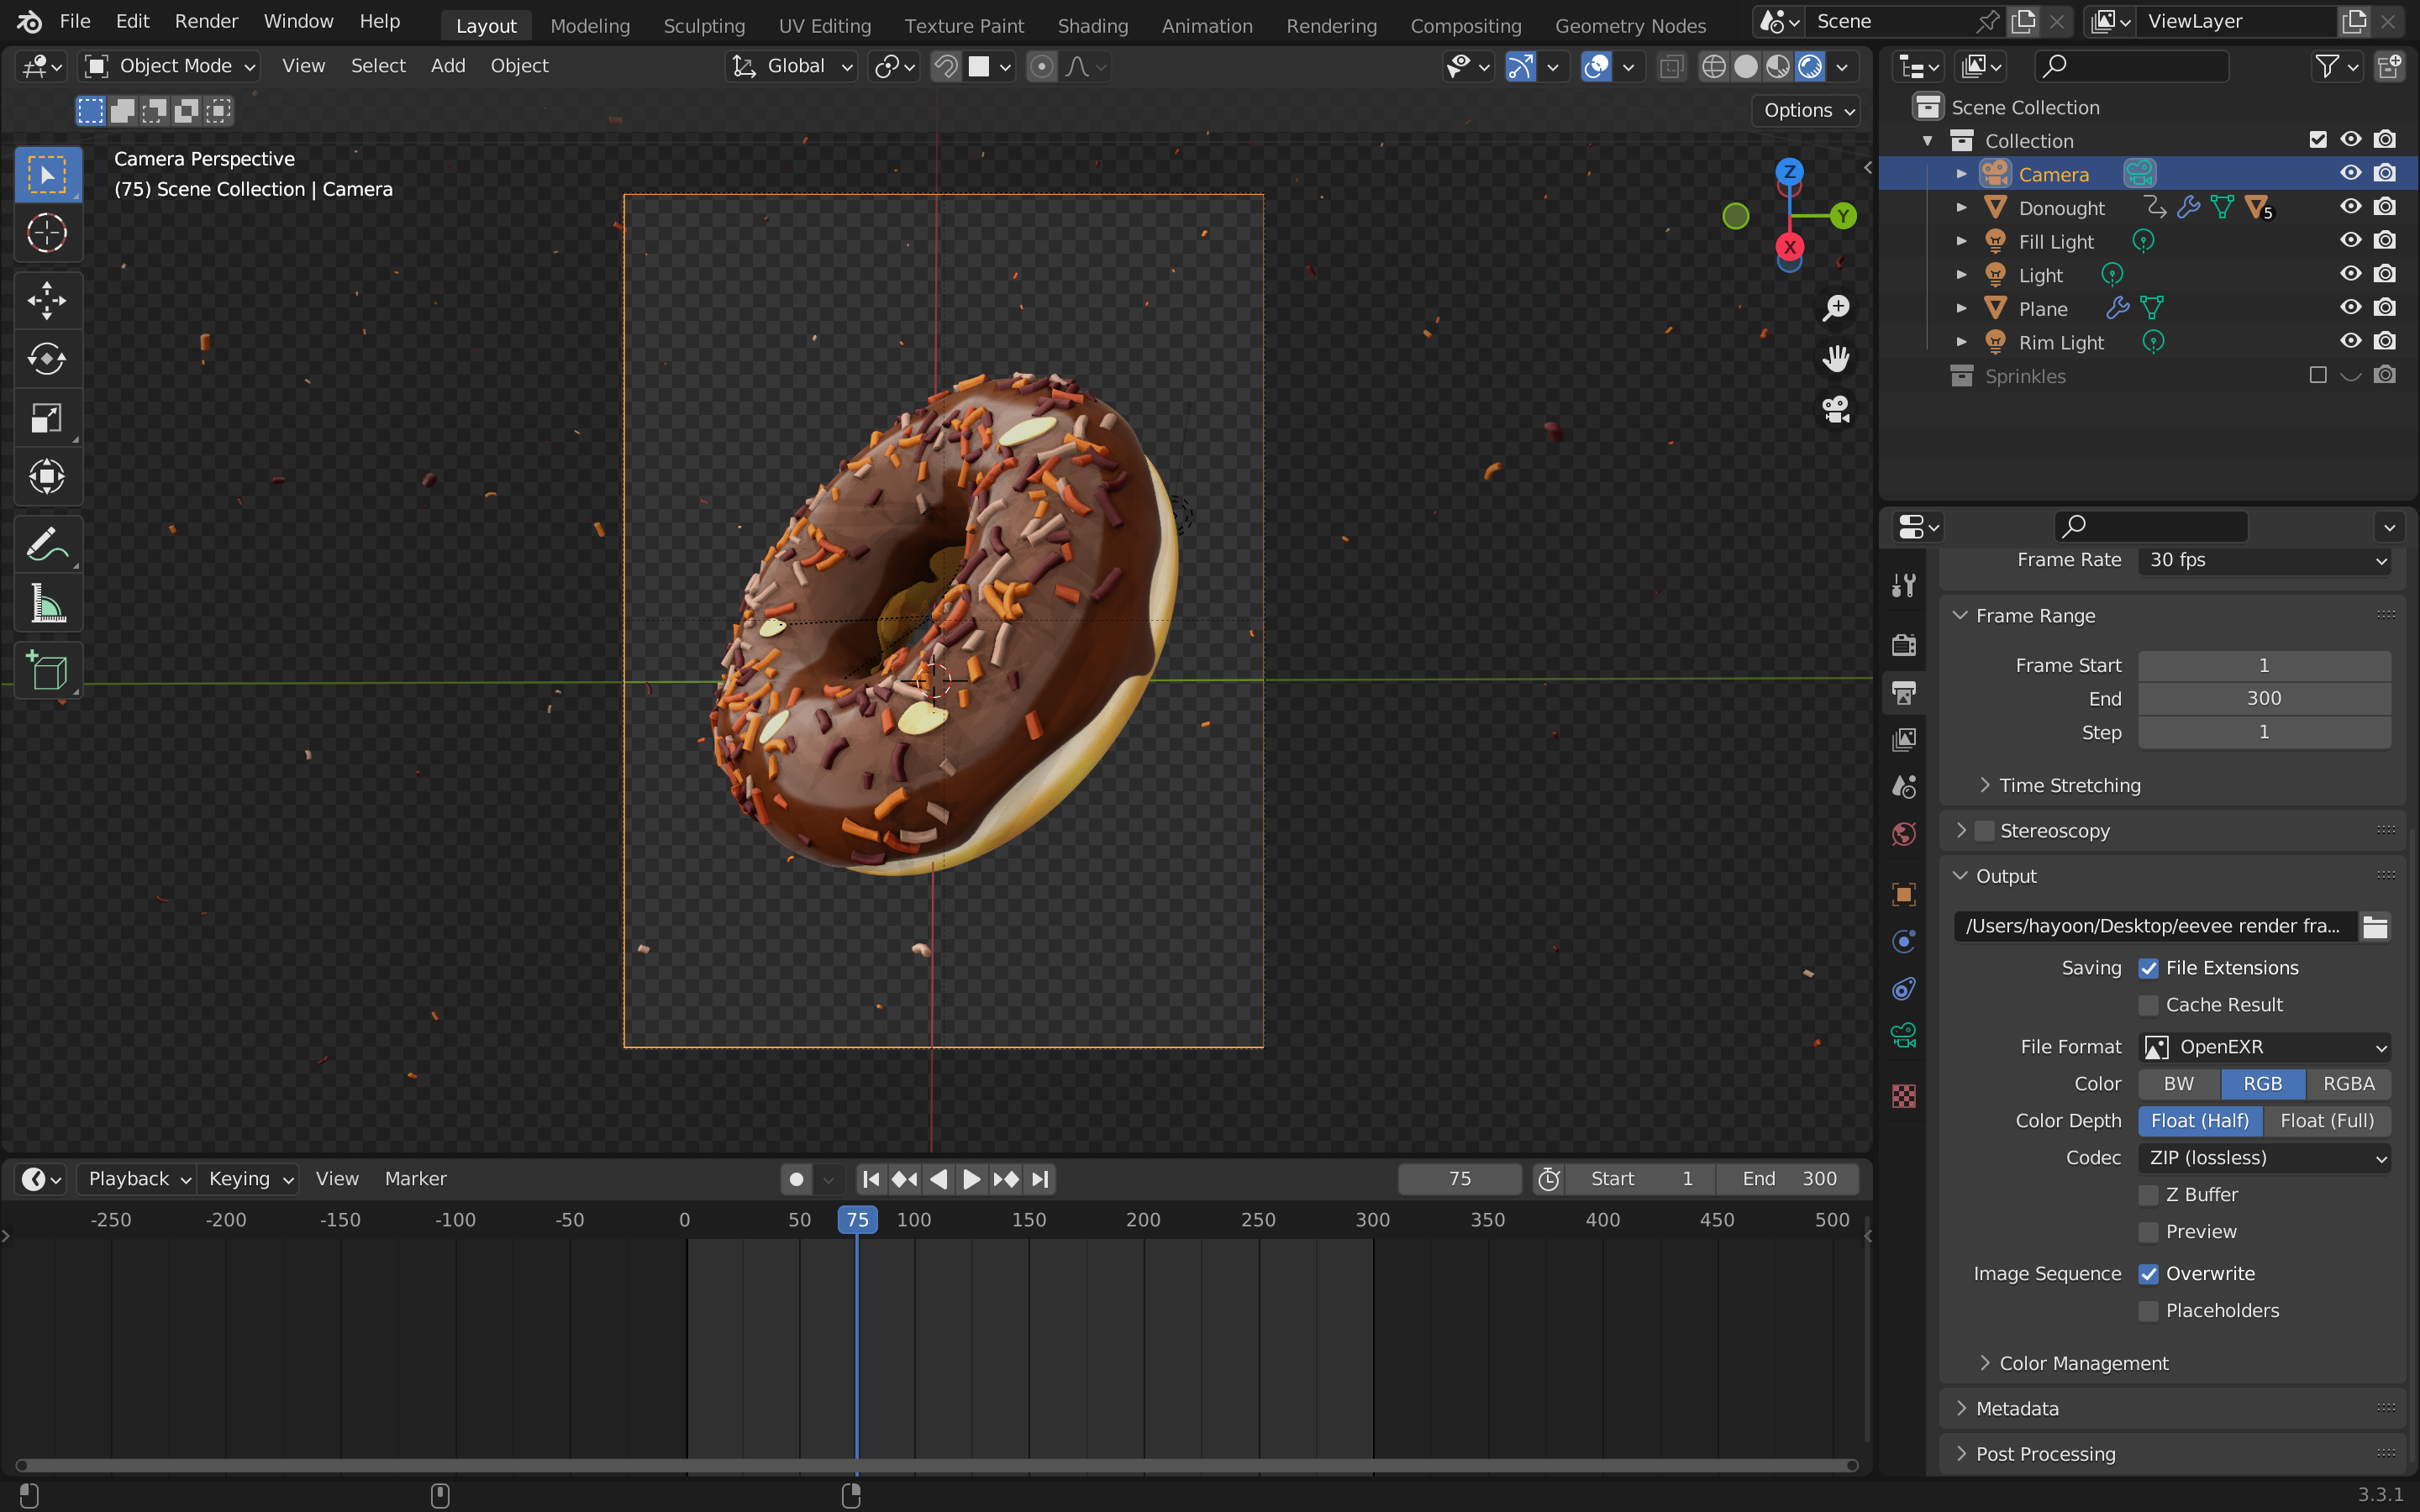 File Edit Render Window Help Layout Modeling Sculpting UV Editing Texture Paint Shading Animation Rendering Compositing Geometry Nodes Scene ViewLayer
Object Mode View Select Add Object Global
Options
Camera Perspective
(75) Scene Collection | Camera
Z
Y
X
Scene Collection
Collection
Camera
Donought 5
Fill Light
Light
Plane
Rim Light
Sprinkles
Frame Rate 30 fps
Frame Range
Frame Start 1
End 300
Step 1
Time Stretching
Stereoscopy
Output
/Users/hayoon/Desktop/eevee render fra...
Saving File Extensions
Cache Result
File Format OpenEXR
Color BW RGB RGBA
Color Depth Float (Half) Float (Full)
Codec ZIP (lossless)
Z Buffer
Preview
Image Sequence Overwrite
Placeholders
Color Management
Metadata
Post Processing
Playback Keying View Marker 75 Start 1 End 300
-250 -200 -150 -100 -50 0 50 75 100 150 200 250 300 350 400 450 500
3.3.1